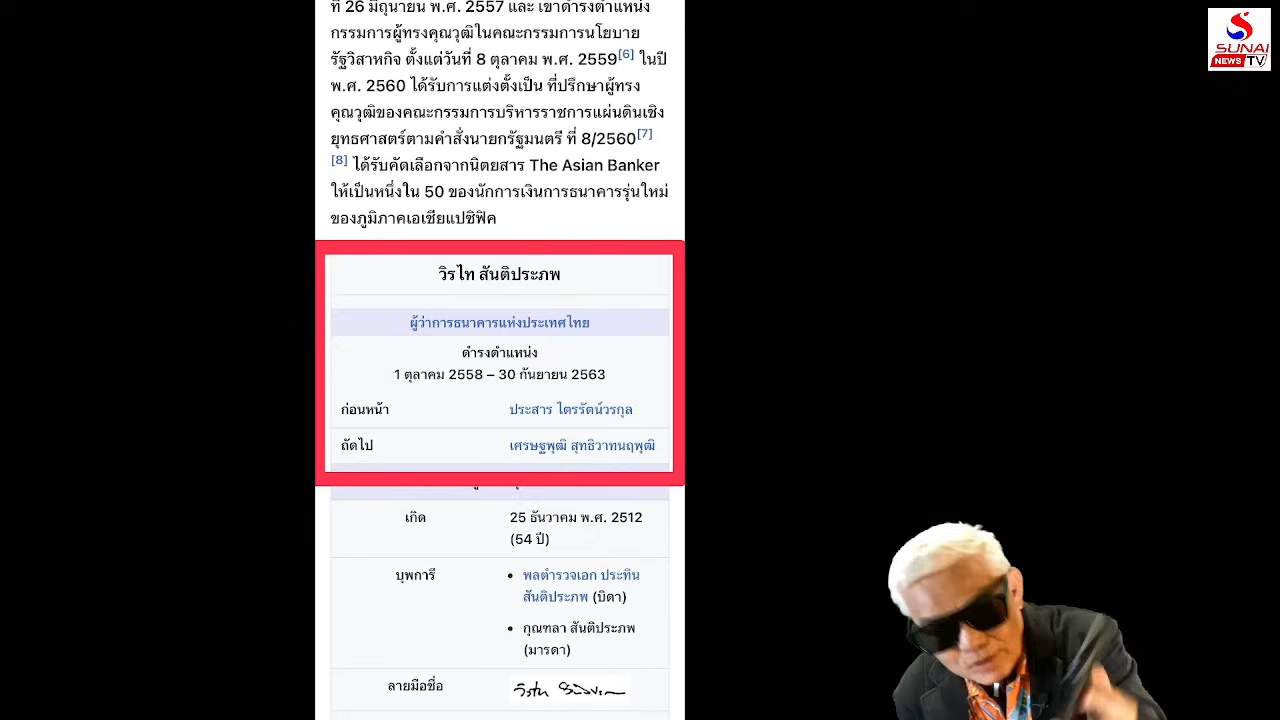 ที่ 26 มิถุนายน พ.ศ. 2557 และ เขาดำรงตำแหน่ง
กรรมการผู้ทรงคุณวุฒิในคณะกรรมการนโยบาย
รัฐวิสาหกิจ ตั้งแต่วันที่ 8 ตุลาคม พ.ศ. 2559[6] ในปี
พ.ศ. 2560 ได้รับการแต่งตั้งเป็น ที่ปรึกษาผู้ทรง
คุณวุฒิของคณะกรรมการบริหารราชการแผ่นดินเชิง
ยุทธศาสตร์ตามคำสั่งนายกรัฐมนตรี ที่ 8/2560[7]
[8] ได้รับคัดเลือกจากนิตยสาร The Asian Banker
ให้เป็นหนึ่งใน 50 ของนักการเงินการธนาคารรุ่นใหม่
ของภูมิภาคเอเชียแปซิฟิค
วิรไท สันติประภพ
ผู้ว่าการธนาคารแห่งประเทศไทย
ดำรงตำแหน่ง
1 ตุลาคม 2558 – 30 กันยายน 2563
ก่อนหน้า ประสาร ไตรรัตน์วรกุล
ถัดไป เศรษฐพุฒิ สุทธิวาทนฤพุฒิ
เกิด 25 ธันวาคม พ.ศ. 2512
(54 ปี)
บุพการี • พลตำรวจเอก ประทิน
สันติประภพ (บิดา)
• กุณฑลา สันติประภพ
(มารดา)
ลายมือชื่อ
SUNAI
NEWS TV